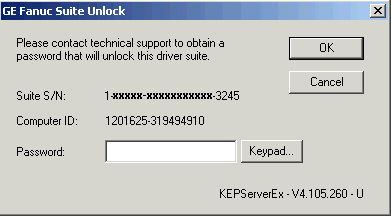 GE Fanuc Suite Unlock
Please contact technical support to obtain a
password that will unlock this driver suite.
OK
Cancel
Suite S/N: 1-xxxxx-xxxxxxxxxxx-3245
Computer ID: 1201625-319494910
Password: Keypad...
KEPServerEx - V4.105.260 - U